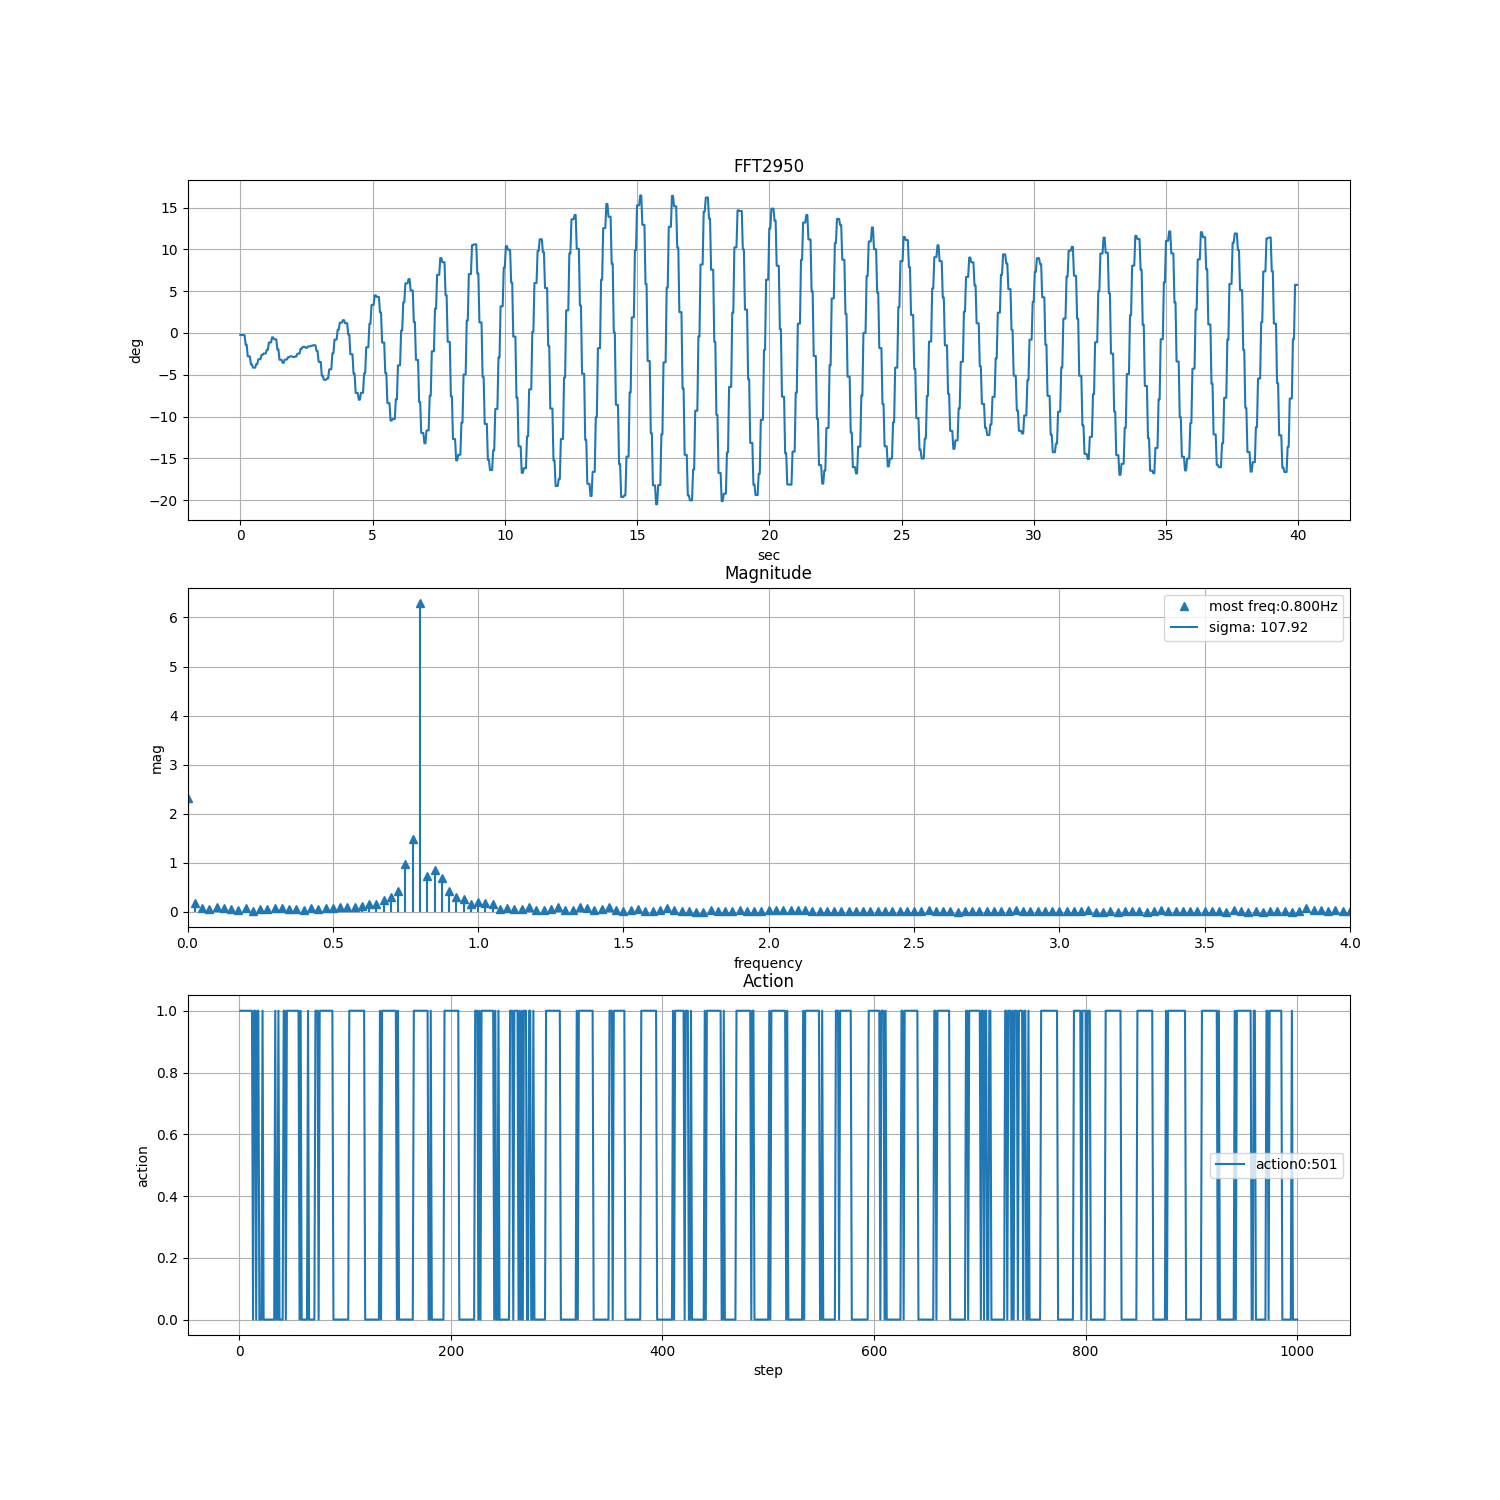 FFT2950
15
10
5
0
−5
−10
−15
−20
deg
0 5 10 15 20 25 30 35 40
sec
Magnitude
most freq:0.800Hz
sigma: 107.92
6
5
4
3
2
1
0
mag
0.0 0.5 1.0 1.5 2.0 2.5 3.0 3.5 4.0
frequency
Action
1.0
0.8
0.6
0.4
0.2
0.0
action
action0:501
0 200 400 600 800 1000
step